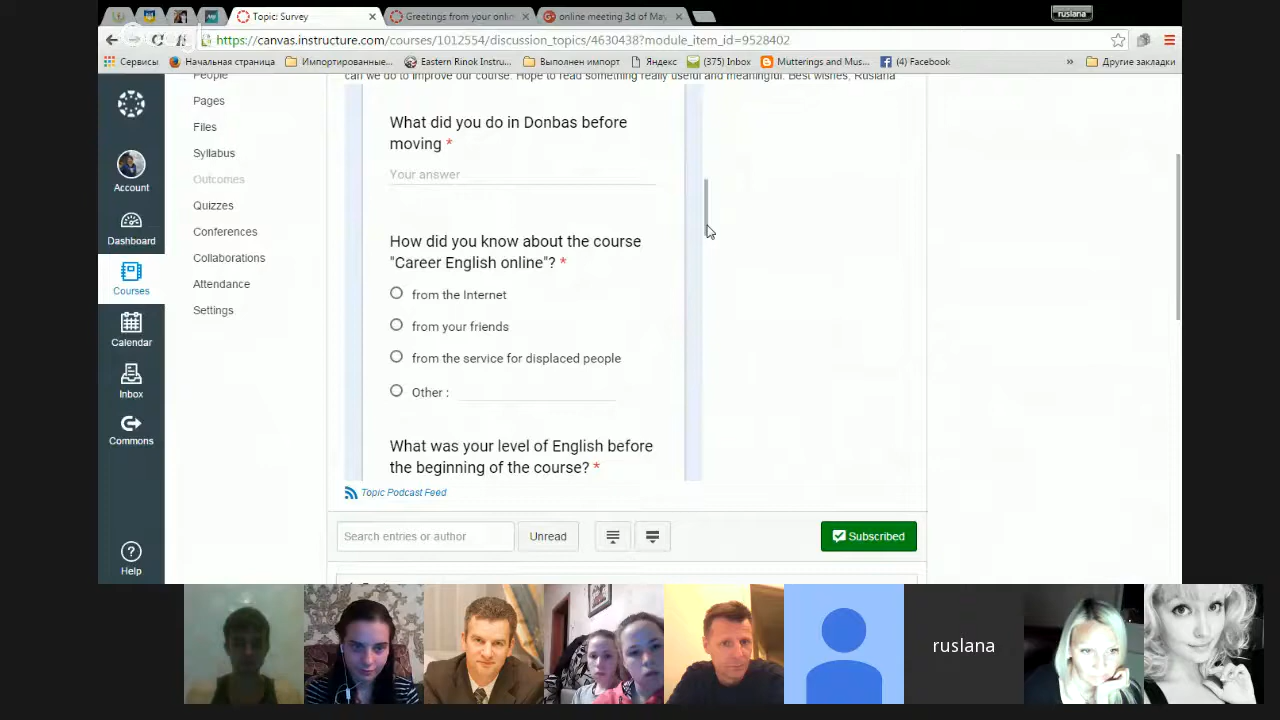 Topic: Survey
Greetings from your onlin
online meeting 3d of May
ruslana
https://canvas.instructure.com/courses/1012554/discussion_topics/4630438?module_item_id=9528402
Сервисы
Начальная страница
Импортированные.
Eastern Rinok Instru...
Выполнен импорт
Яндекс
(375) Inbox
Mutterings and Mus...
(4) Facebook
»
Другие закладки
People
Pages
Files
Syllabus
Outcomes
Quizzes
Conferences
Collaborations
Attendance
Settings
Account
Dashboard
Courses
Calendar
Inbox
Commons
Help
can we do to improve our course. Hope to read something really useful and meaningful. Best wishes, Ruslana
What did you do in Donbas before
moving *
Your answer
How did you know about the course
"Career English online"? *
from the Internet
from your friends
from the service for displaced people
Other :
What was your level of English before
the beginning of the course? *
Topic Podcast Feed
Search entries or author
Unread
Subscribed
ruslana